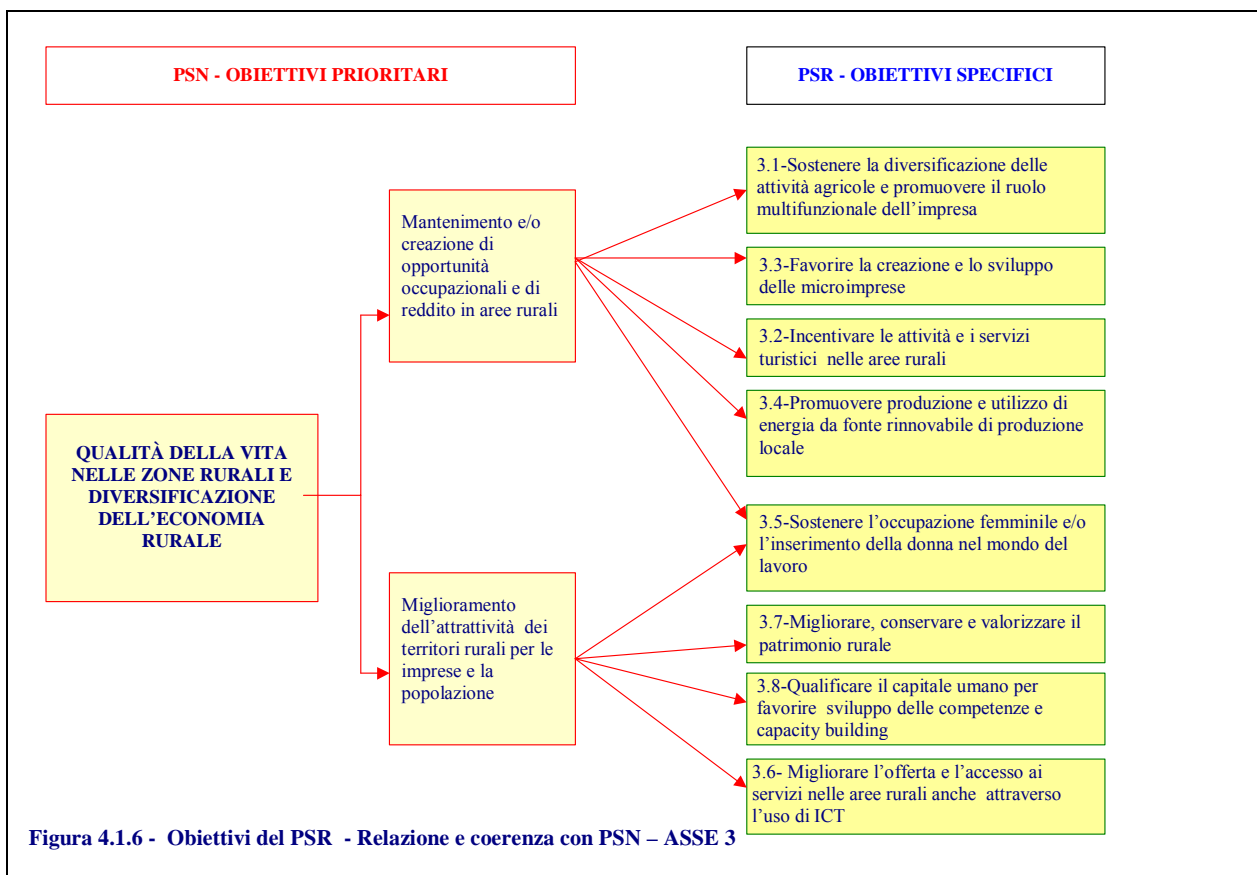 PSN - OBIETTIVI PRIORITARI
PSR - OBIETTIVI SPECIFICI
QUALITÀ DELLA VITA
NELLE ZONE RURALI E
DIVERSIFICAZIONE
DELL’ECONOMIA
RURALE
Mantenimento e/o
creazione di
opportunità
occupazionali e di
reddito in aree rurali
Miglioramento
dell’attrattività dei
territori rurali per le
imprese e la
popolazione
3.1-Sostenere la diversificazione delle
attività agricole e promuovere il ruolo
multifunzionale dell’impresa
3.3-Favorire la creazione e lo sviluppo
delle microimprese
3.2-Incentivare le attività e i servizi
turistici nelle aree rurali
3.4-Promuovere produzione e utilizzo di
energia da fonte rinnovabile di produzione
locale
3.5-Sostenere l’occupazione femminile e/o
l’inserimento della donna nel mondo del
lavoro
3.7-Migliorare, conservare e valorizzare il
patrimonio rurale
3.8-Qualificare il capitale umano per
favorire sviluppo delle competenze e
capacity building
3.6- Migliorare l’offerta e l’accesso ai
servizi nelle aree rurali anche attraverso
l’uso di ICT
Figura 4.1.6 - Obiettivi del PSR - Relazione e coerenza con PSN – ASSE 3